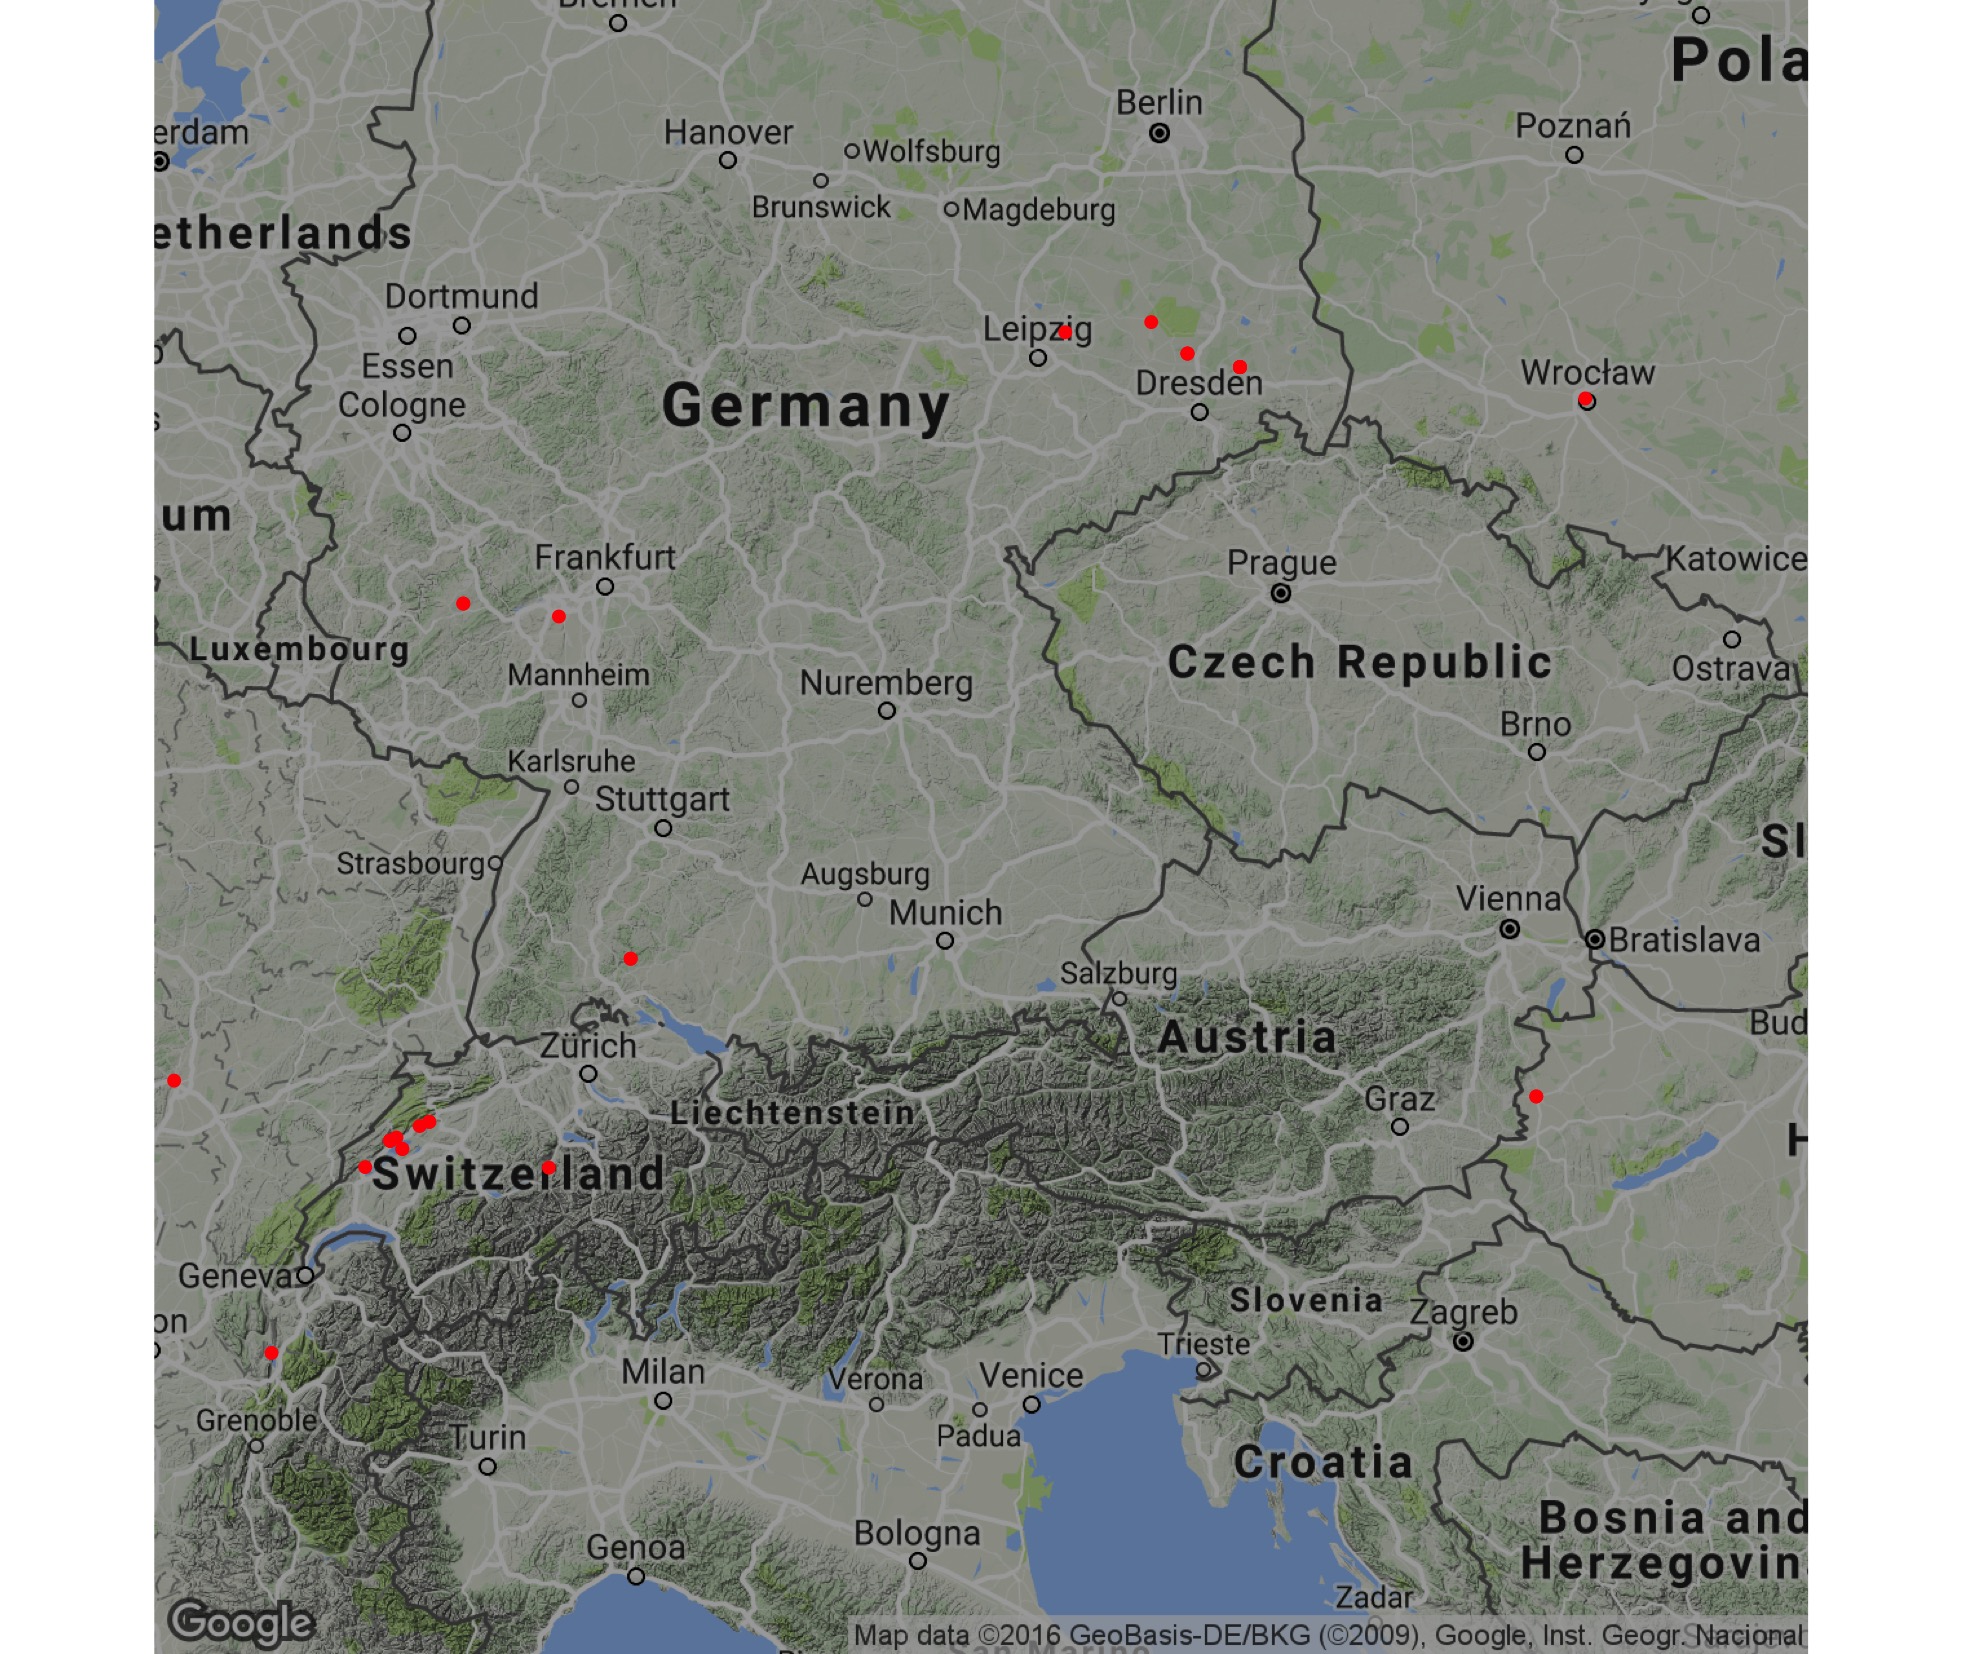 Bremen
Pola
Berlin
erdam
Hanover
Wolfsburg
Poznań
Brunswick
Magdeburg
etherlands
Dortmund
Leipzig
Essen
Wrocław
Dresden
Cologne
Germany
um
Frankfurt
Prague
Katowice
Luxembourg
Mannheim
Nuremberg
Czech Republic
Ostrava
Brno
Karlsruhe
Stuttgart
Sl
Strasbourg
Augsburg
Munich
Vienna
Bratislava
Salzburg
Bud
Zürich
Austria
Liechtenstein
Graz
H
Switzerland
Geneva
Slovenia
Zagreb
on
Trieste
Milan
Verona
Venice
Grenoble
Turin
Padua
Croatia
Bosnia and
Herzegovin
Bologna
Genoa
Zadar
Google
Map data ©2016 GeoBasis-DE/BKG (©2009), Google, Inst. Geogr. Nacional
San Marino